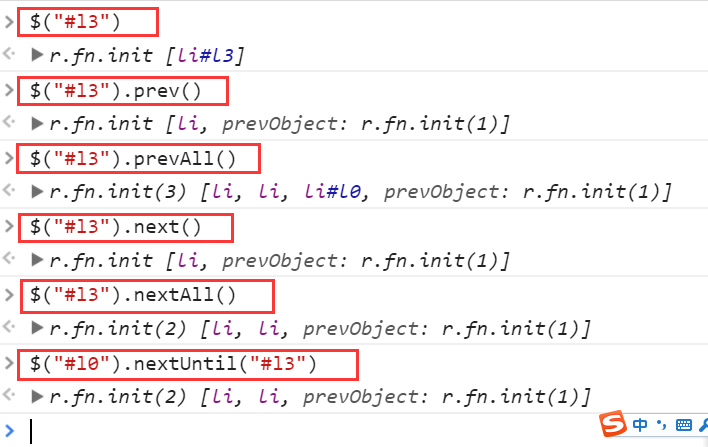 > $("#l3")
<· ▶ r.fn.init [li#l3]
> $("#l3").prev()
<· ▶ r.fn.init [li, prevObject: r.fn.init(1)]
> $("#l3").prevAll()
<· ▶ r.fn.init(3) [li, li, li#l0, prevObject: r.fn.init(1)]
> $("#l3").next()
<· ▶ r.fn.init [li, prevObject: r.fn.init(1)]
> $("#l3").nextAll()
<· ▶ r.fn.init(2) [li, li, prevObject: r.fn.init(1)]
> $("#l0").nextUntil("#l3")
<· ▶ r.fn.init(2) [li, li, prevObject: r.fn.init(1)]
>
S 中